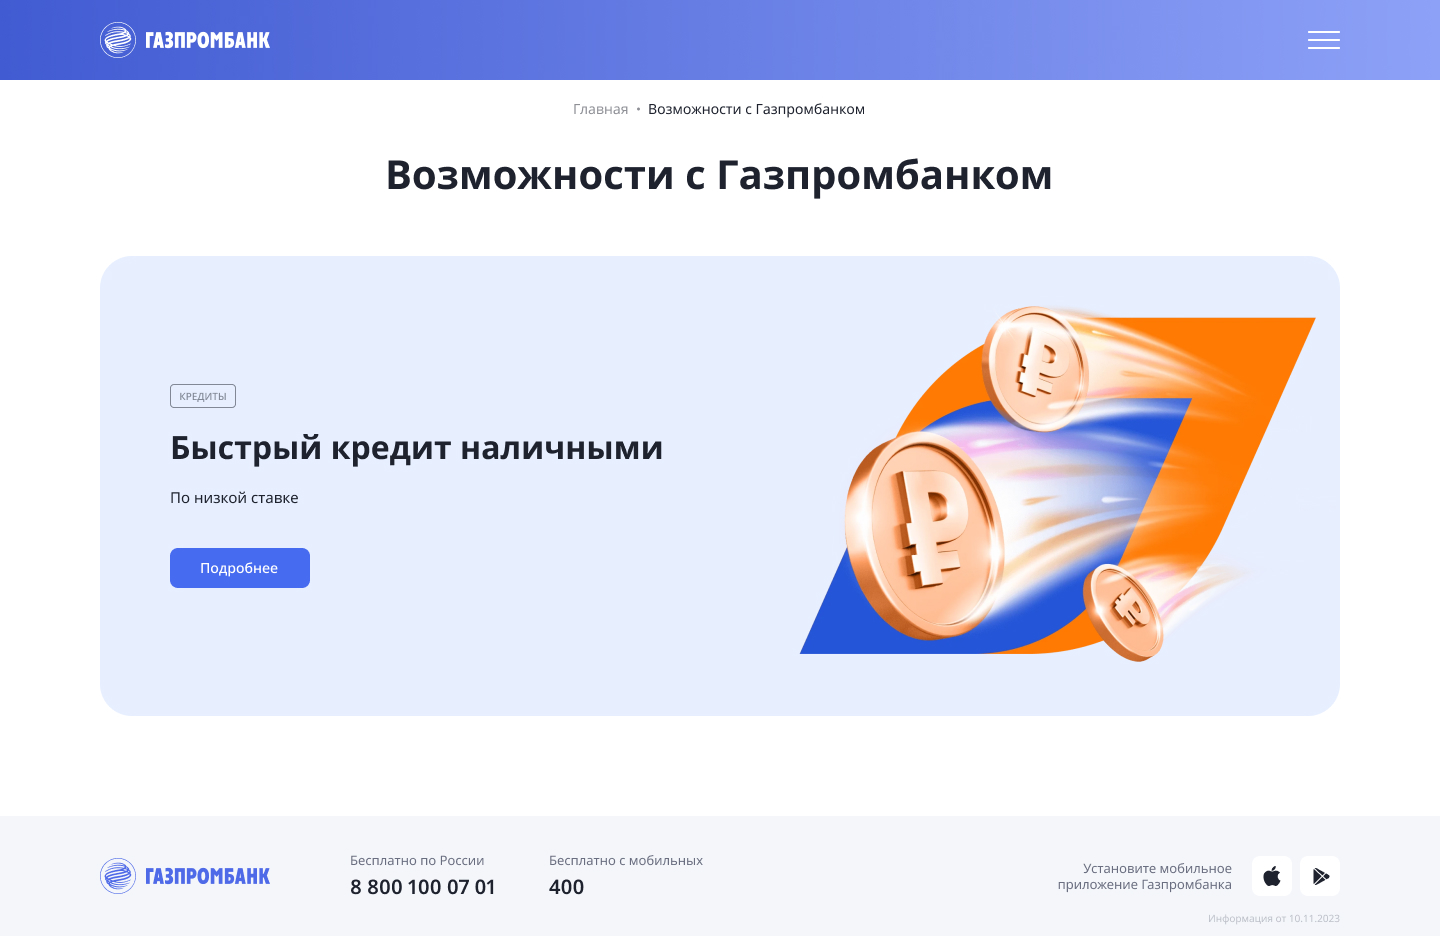 ГАЗПРОМБАНК
Главная • Возможности с Газпромбанком
Возможности с Газпромбанком
КРЕДИТЫ
Быстрый кредит наличными
По низкой ставке
Подробнее
ГАЗПРОМБАНК
Бесплатно по России
8 800 100 07 01
Бесплатно с мобильных
400
Установите мобильное
приложение Газпромбанка
Информация от 10.11.2023